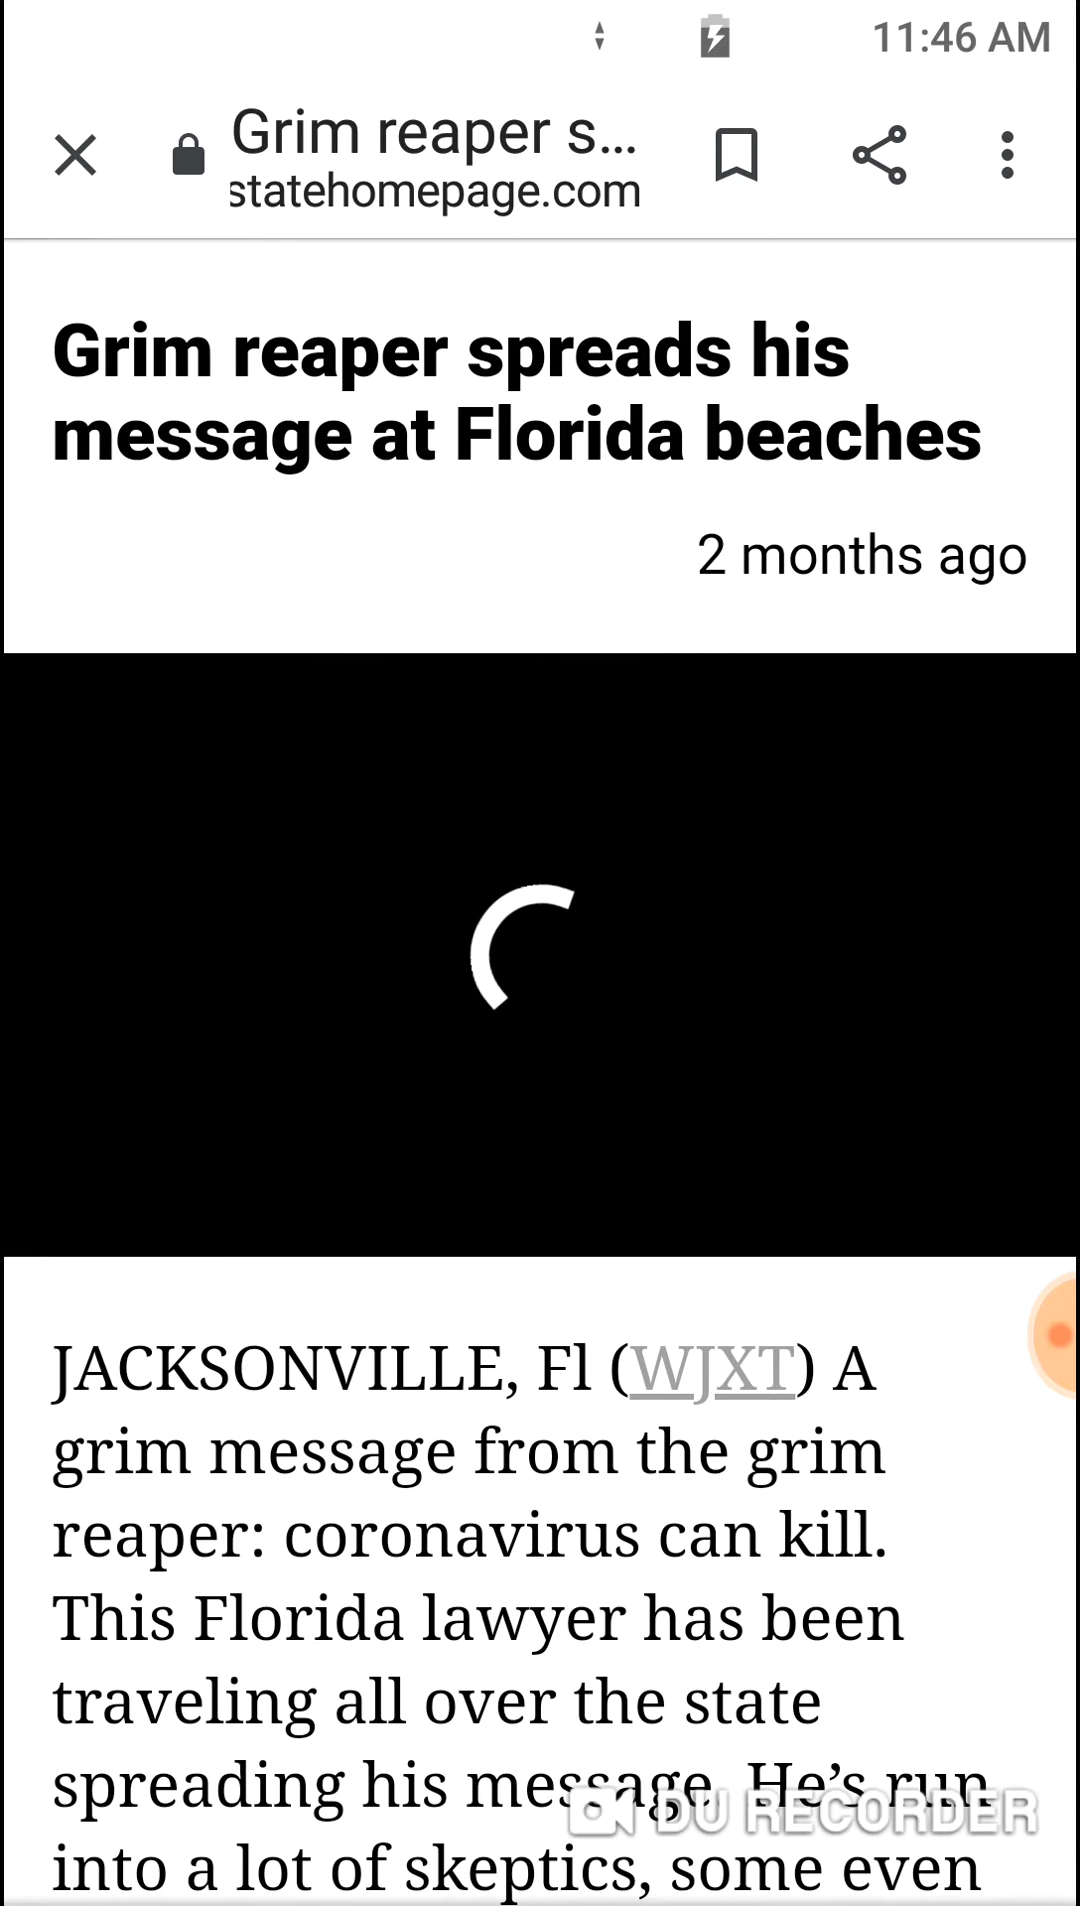 11:46 AM
Grim reaper s...
statehomepage.com
Grim reaper spreads his
message at Florida beaches
2 months ago
JACKSONVILLE, Fl (WJXT) A
grim message from the grim
reaper: coronavirus can kill.
This Florida lawyer has been
traveling all over the state
spreading his message. He’s run
DU RECORDER
into a lot of skeptics, some even